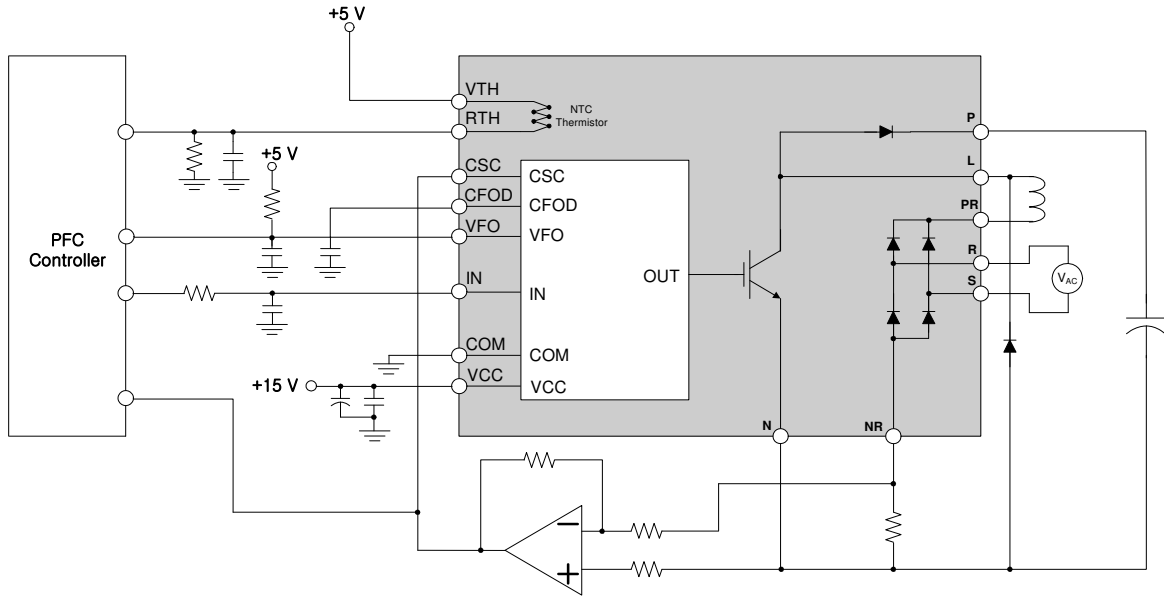 +5 V
VTH
RTH
NTC
Thermistor
P
+5 V
CSC
CSC
L
CFOD
CFOD
PR
VFO
VFO
PFC
Controller
R
VAC
IN
IN
OUT
S
COM
COM
+15 V
VCC
VCC
N
NR
−
+